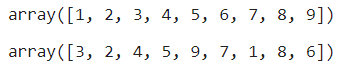 array([1, 2, 3, 4, 5, 6, 7, 8, 9])
array([3, 2, 4, 5, 9, 7, 1, 8, 6])